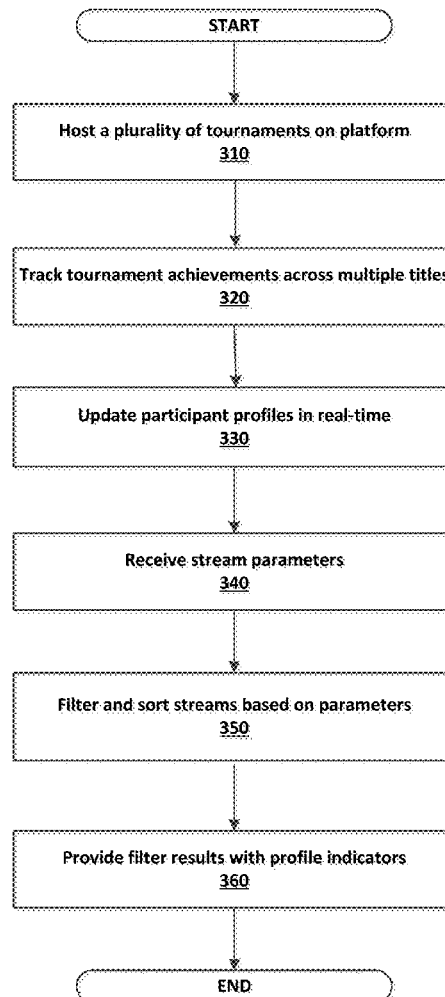 START
Host a plurality of tournaments on platform
310
Track tournament achievements across multiple titles
320
Update participant profiles in real-time
330
Receive stream parameters
340
Filter and sort streams based on parameters
350
Provide filter results with profile indicators
360
END